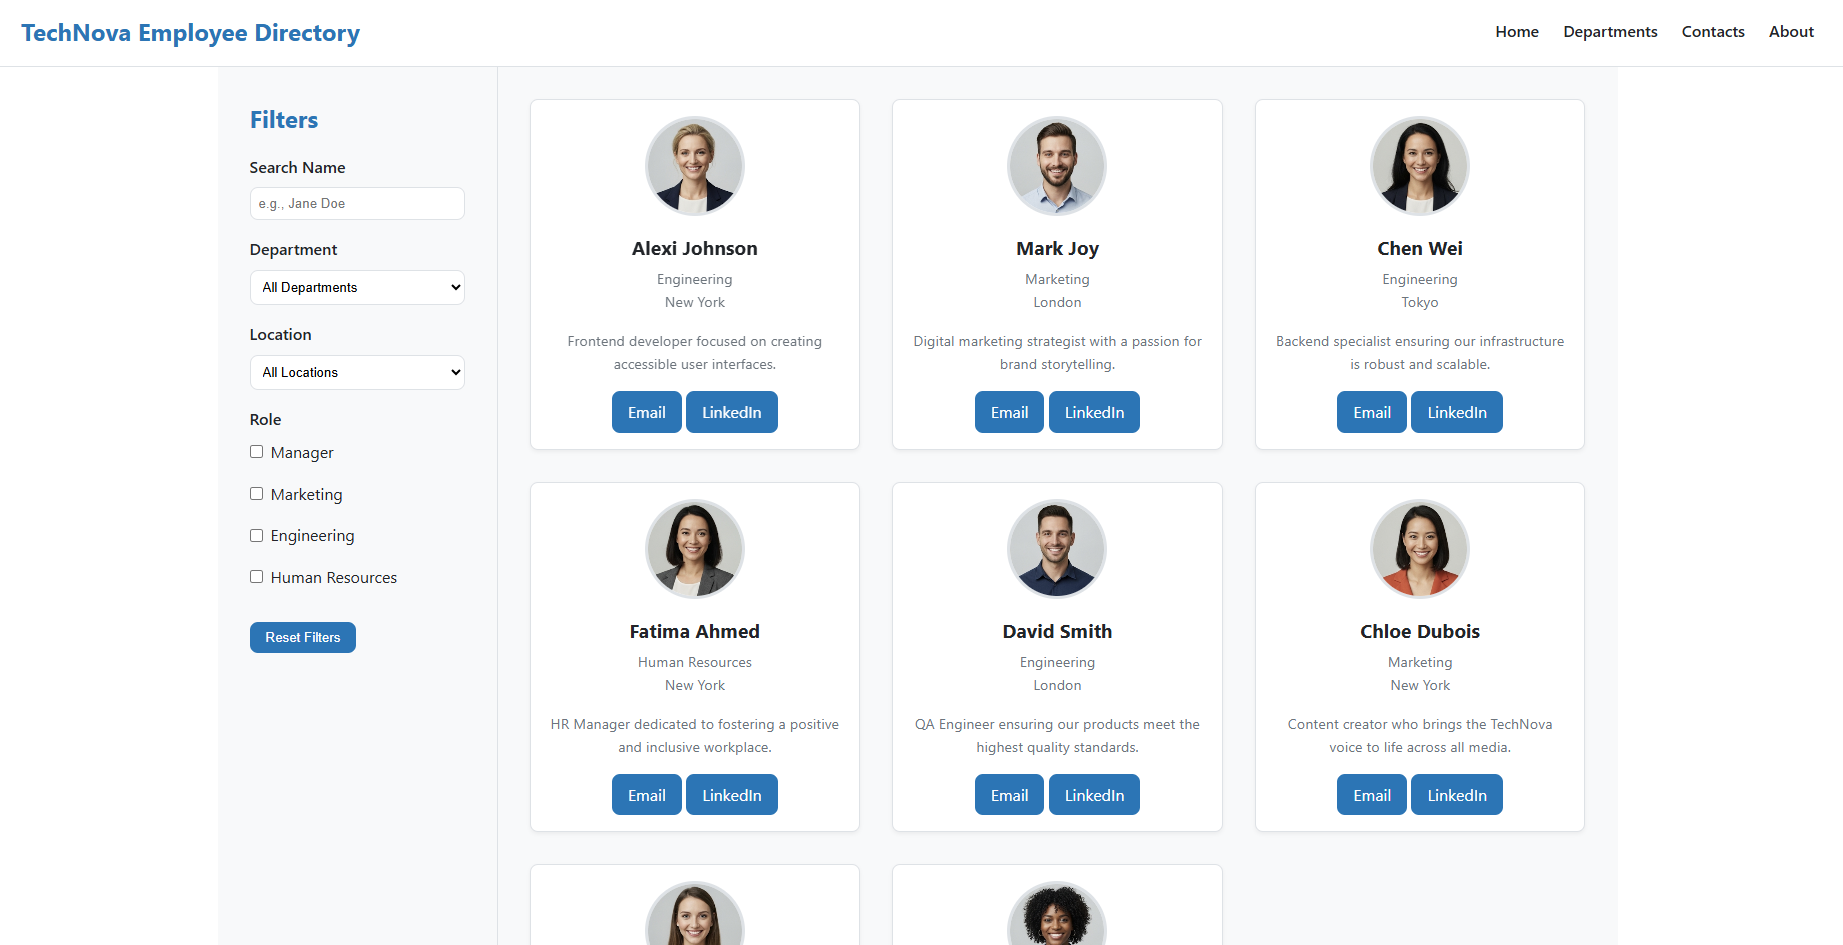 TechNova Employee Directory
Home Departments Contacts About
Filters
Search Name
e.g., Jane Doe
Department
All Departments
Location
All Locations
Role
Manager
Marketing
Engineering
Human Resources
Reset Filters
Alexi Johnson
Engineering
New York
Frontend developer focused on creating
accessible user interfaces.
Email LinkedIn
Mark Joy
Marketing
London
Digital marketing strategist with a passion for
brand storytelling.
Email LinkedIn
Chen Wei
Engineering
Tokyo
Backend specialist ensuring our infrastructure
is robust and scalable.
Email LinkedIn
Fatima Ahmed
Human Resources
New York
HR Manager dedicated to fostering a positive
and inclusive workplace.
Email LinkedIn
David Smith
Engineering
London
QA Engineer ensuring our products meet the
highest quality standards.
Email LinkedIn
Chloe Dubois
Marketing
New York
Content creator who brings the TechNova
voice to life across all media.
Email LinkedIn